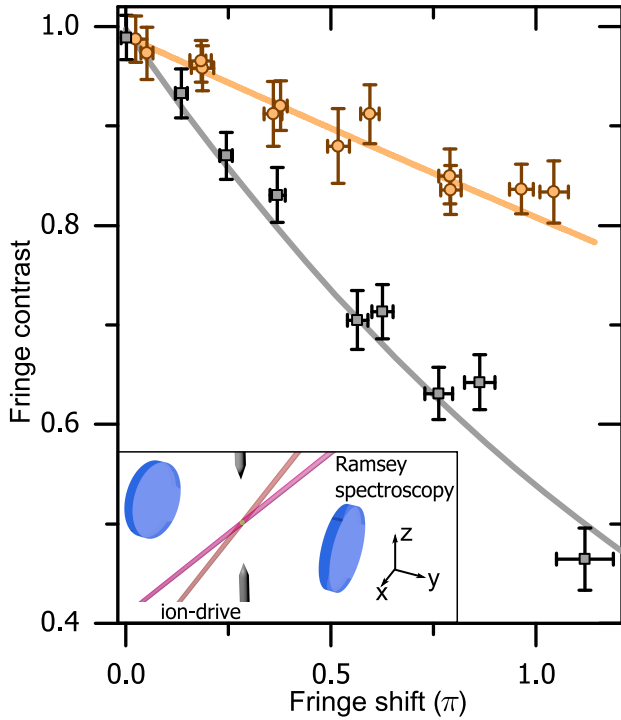 1.0
0.8
0.6
0.4
Fringe contrast
Ramsey
spectroscopy
z
y
x
ion-drive
0.0
0.5
1.0
Fringe shift (π)